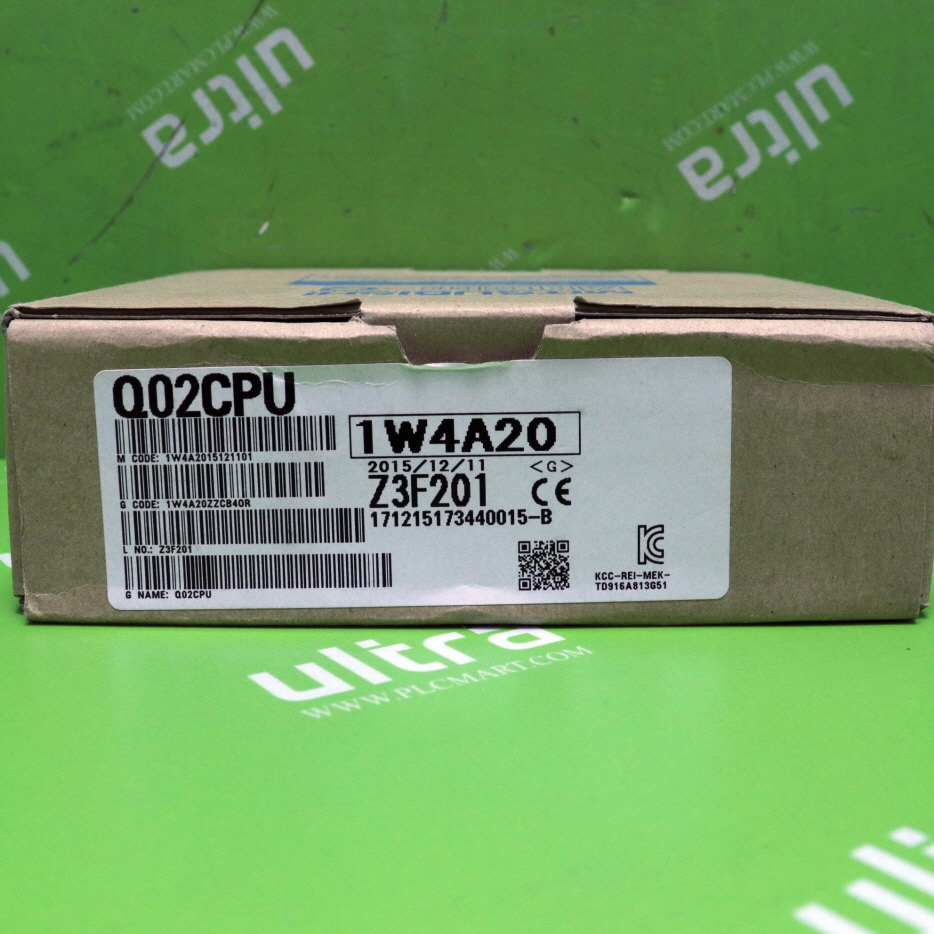 ultra
WWW.PLCMART.COM
ultra
WWW.PLCMART.COM
MITSUBISHI
Q02CPU
M CODE: 1W4A2015121101
G CODE: 1W4A20ZZCB40R
L NO.: Z3F201
G NAME: Q02CPU
1W4A20
2015/12/11 <G>
Z3F201 CE
171215173440015-B
KCC-REI-MEK-
TD916A813G51
ultra
WWW.PLCMART.COM